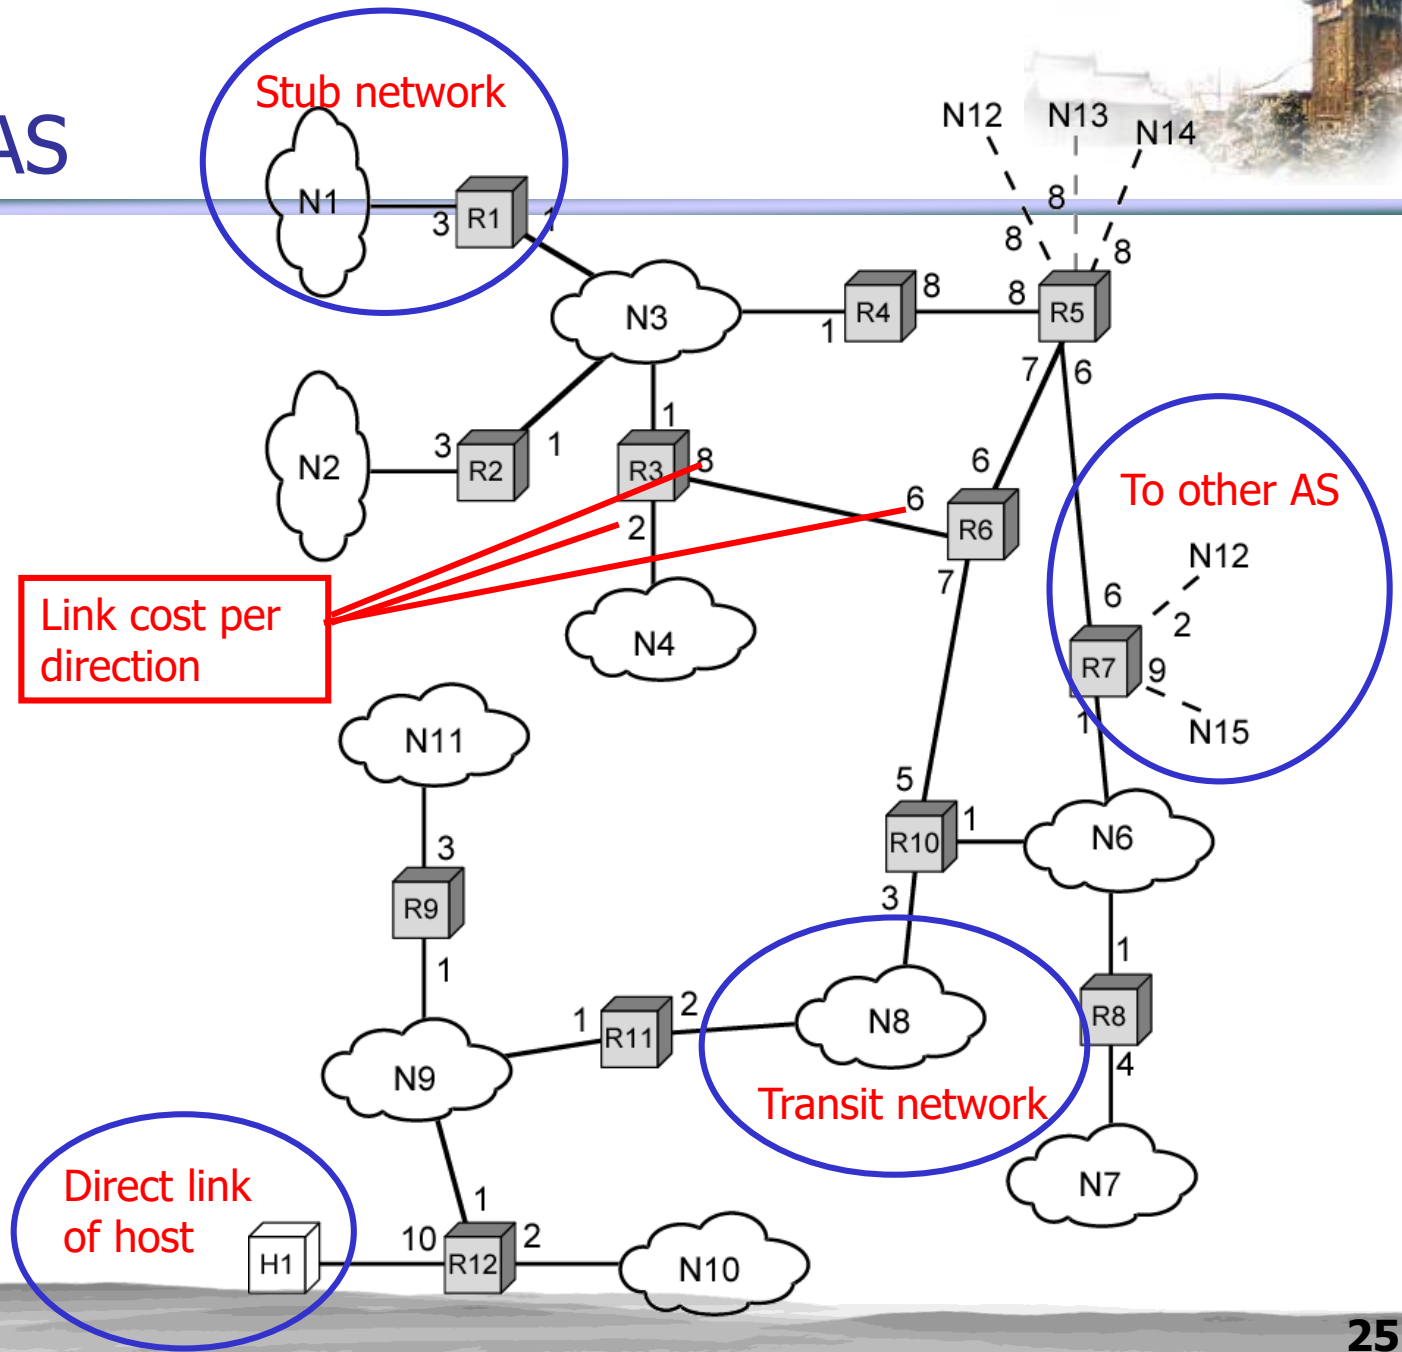 AS
Stub network
N12
N13
N14
N1
3
R1
1
8
8
8
N3
1
R4
8
8
R5
7
6
N2
3
R2
1
1
R3
8
2
6
6
R6
7
To other AS
N12
6
2
R7
9
1
N15
Link cost per
direction
N4
N11
3
R9
1
5
R10
1
3
N6
1
R8
4
N7
N9
1
R11
2
N8
Transit network
Direct link
of host
H1
10
1
R12
2
N10
25